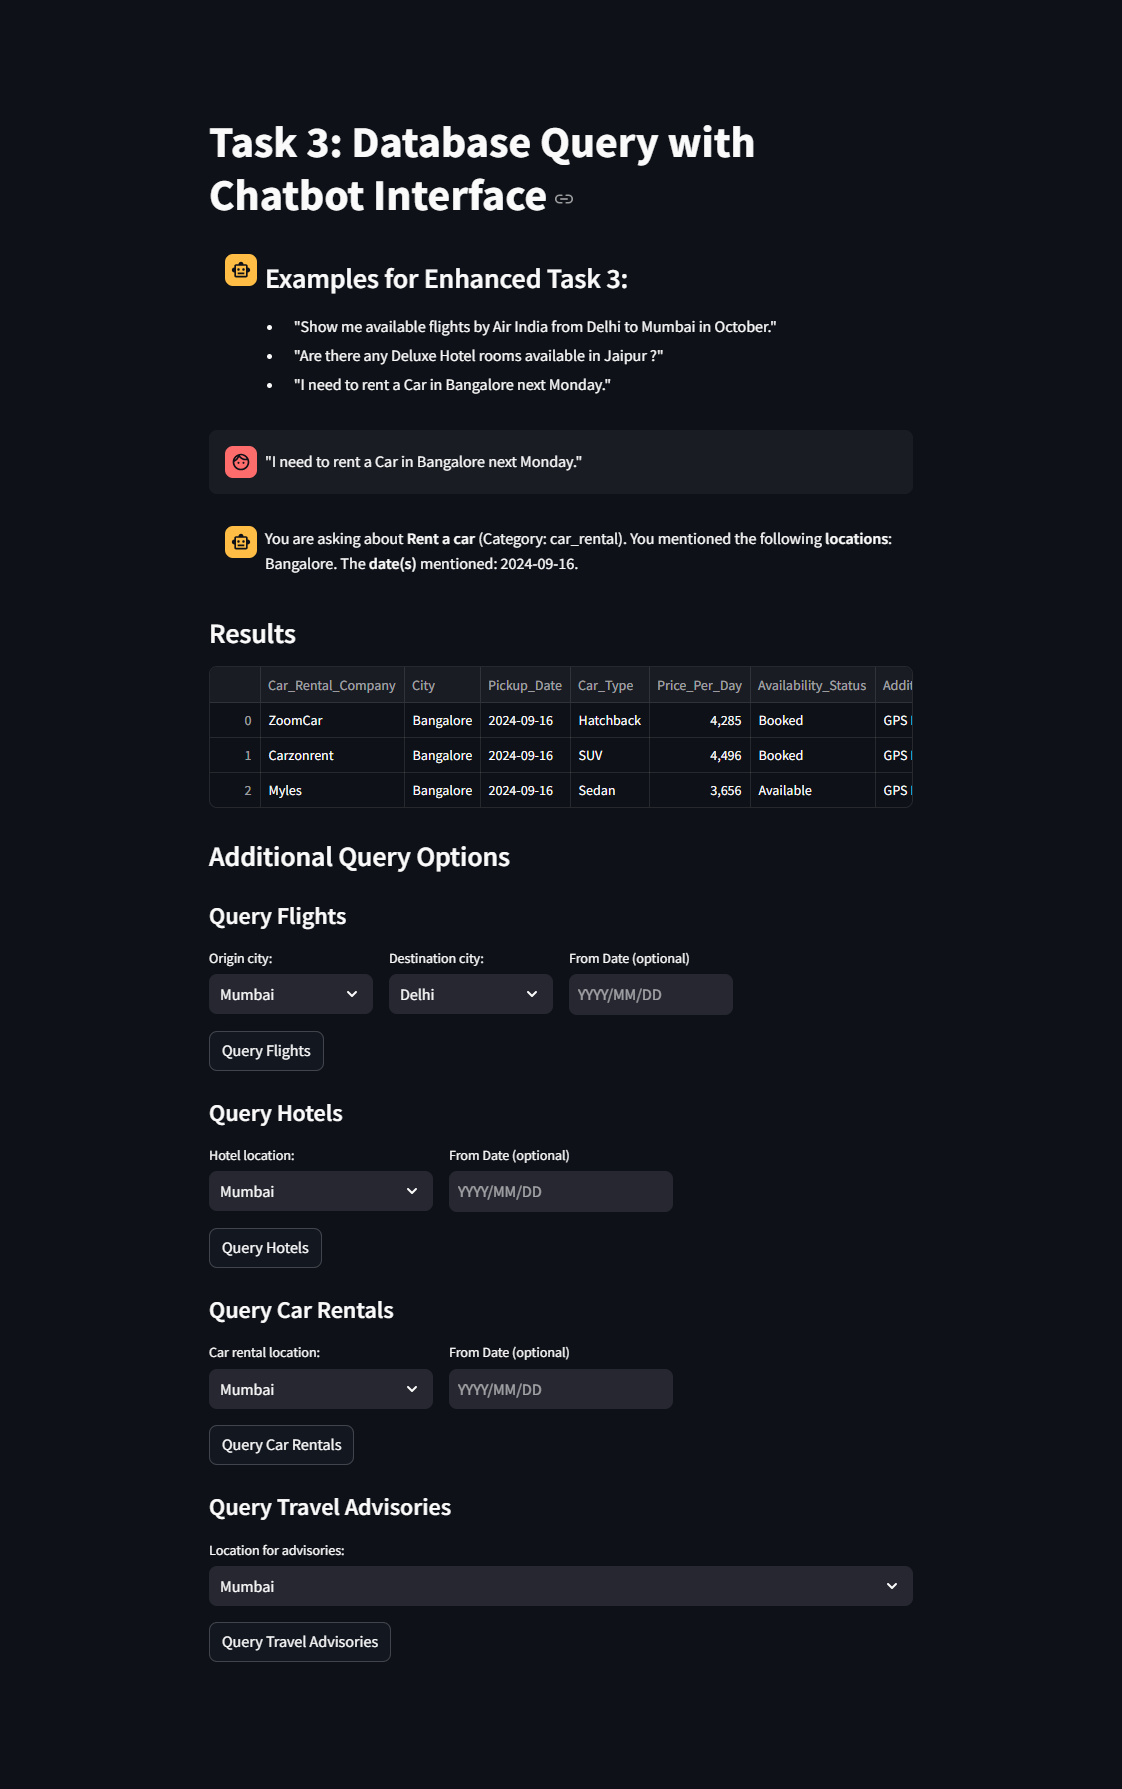 Task 3: Database Query with
Chatbot Interface
Examples for Enhanced Task 3:
• "Show me available flights by Air India from Delhi to Mumbai in October."
• "Are there any Deluxe Hotel rooms available in Jaipur ?"
• "I need to rent a Car in Bangalore next Monday."
"I need to rent a Car in Bangalore next Monday."
You are asking about Rent a car (Category: car_rental). You mentioned the following locations:
Bangalore. The date(s) mentioned: 2024-09-16.
Results
Car_Rental_Company City Pickup_Date Car_Type Price_Per_Day Availability_Status Addit
0 ZoomCar Bangalore 2024-09-16 Hatchback 4,285 Booked GPS
1 Carzonrent Bangalore 2024-09-16 SUV 4,496 Booked GPS
2 Myles Bangalore 2024-09-16 Sedan 3,656 Available GPS
Additional Query Options
Query Flights
Origin city: Destination city: From Date (optional)
Mumbai Delhi YYYY/MM/DD
Query Flights
Query Hotels
Hotel location: From Date (optional)
Mumbai YYYY/MM/DD
Query Hotels
Query Car Rentals
Car rental location: From Date (optional)
Mumbai YYYY/MM/DD
Query Car Rentals
Query Travel Advisories
Location for advisories:
Mumbai
Query Travel Advisories